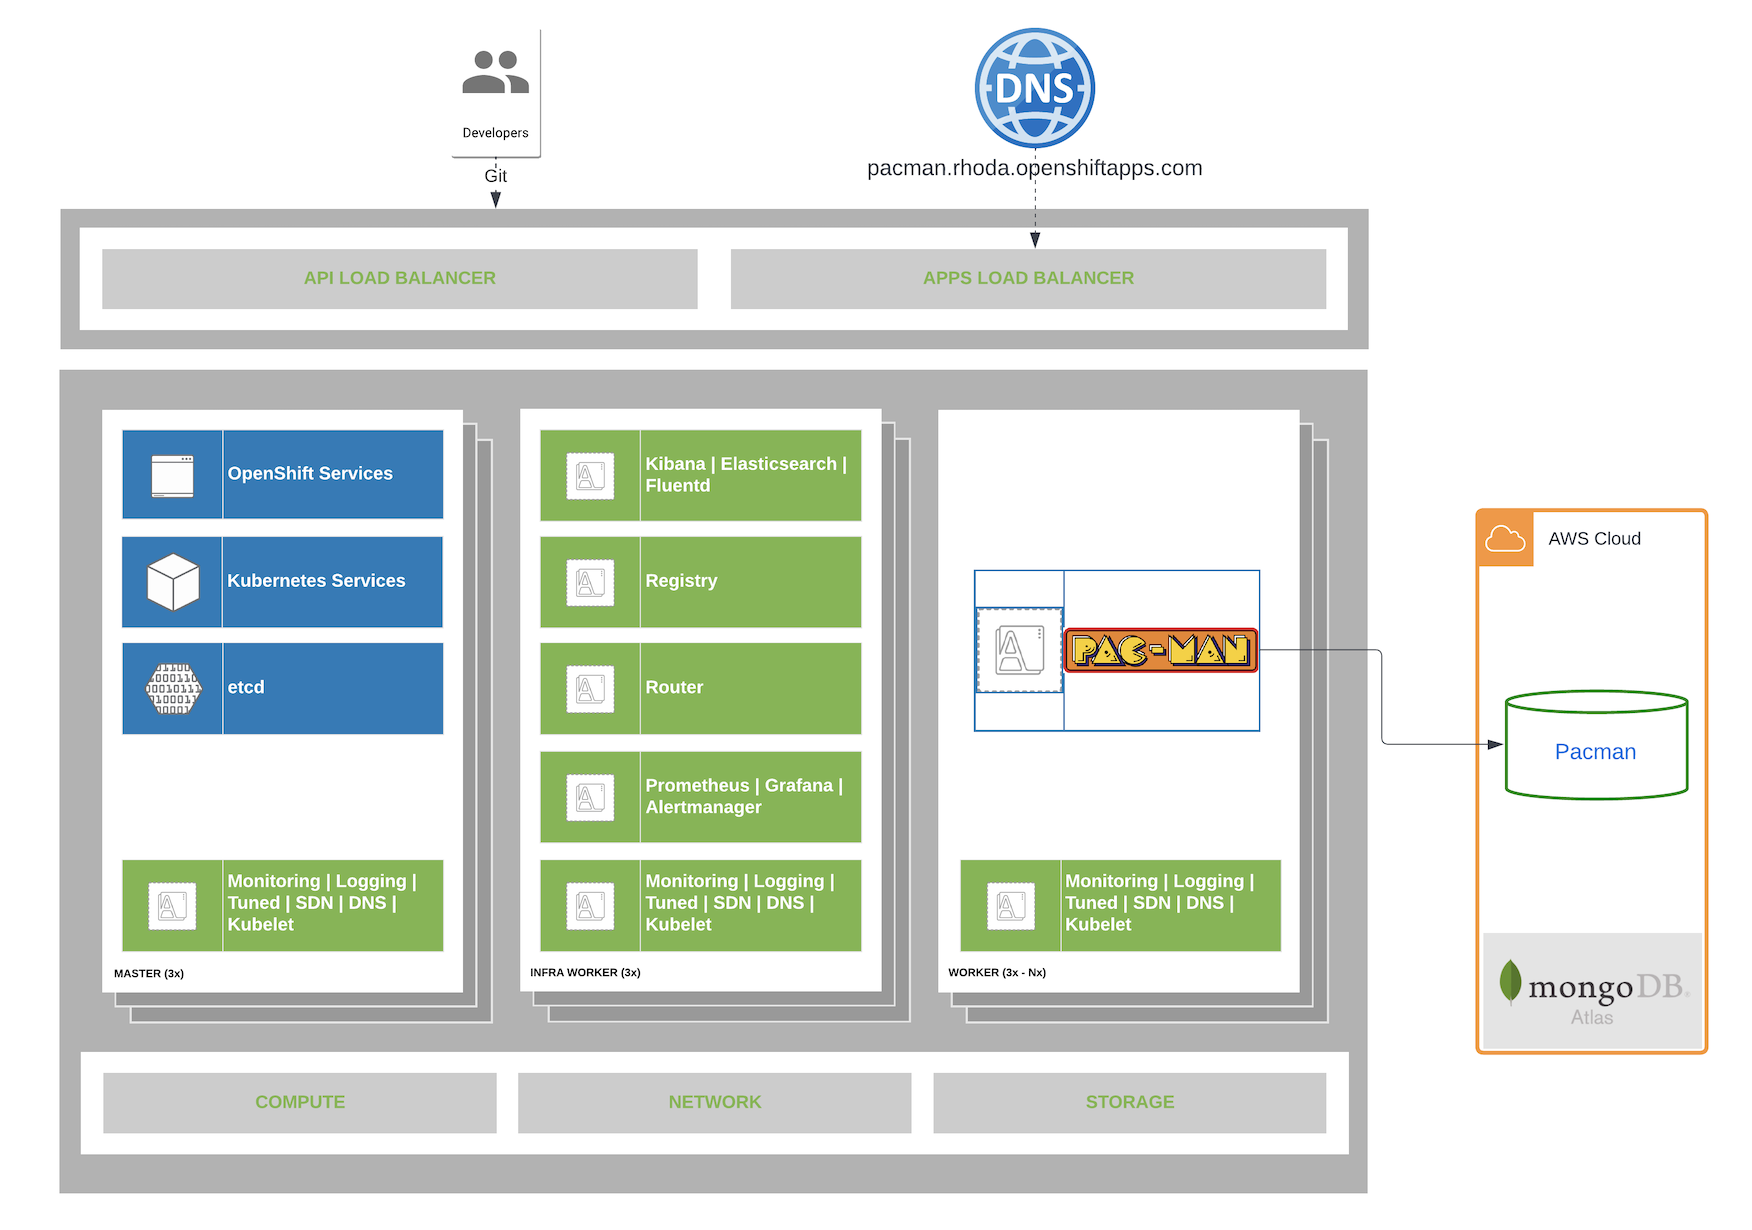 Developers
Git
DNS
pacman.rhoda.openshiftapps.com
API LOAD BALANCER
APPS LOAD BALANCER
OpenShift Services
Kubernetes Services
etcd
Monitoring | Logging |
Tuned | SDN | DNS |
Kubelet
MASTER (3x)
Kibana | Elasticsearch |
Fluentd
Registry
Router
Prometheus | Grafana |
Alertmanager
Monitoring | Logging |
Tuned | SDN | DNS |
Kubelet
INFRA WORKER (3x)
PAC-MAN
Monitoring | Logging |
Tuned | SDN | DNS |
Kubelet
WORKER (3x - Nx)
AWS Cloud
Pacman
mongoDB®
Atlas
COMPUTE
NETWORK
STORAGE